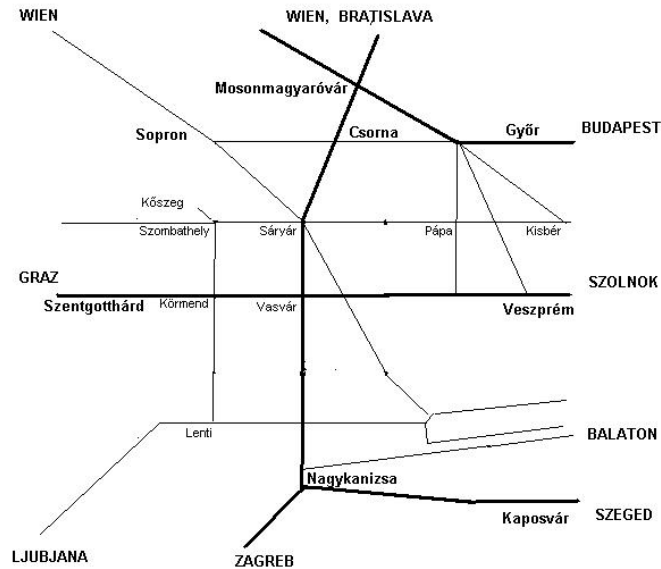 WIEN
WIEN, BRATISLAVA
Mosonmagyaróvár
Sopron
Csorna
Győr
BUDAPEST
Kőszeg
Szombathely
Sáryár
Pápa
Kisbér
GRAZ
SZOLNOK
Szentgotthárd
Körmend
Vasvár
Veszprém
Lenti
BALATON
Nagykanizsa
Kaposvár
SZEGED
LJUBJANA
ZAGREB